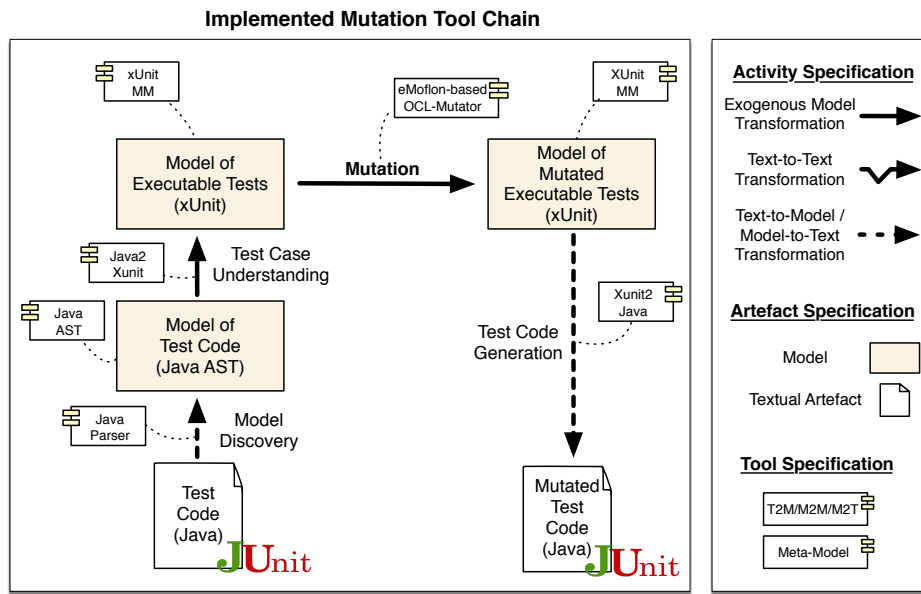 Implemented Mutation Tool Chain
xUnit
MM
eMoflon-based
OCL-Mutator
XUnit
MM
Model of
Executable Tests
(xUnit)
Mutation
Model of
Mutated
Executable Tests
(xUnit)
Java2
Xunit
Test Case
Understanding
Java
AST
Model of
Test Code
(Java AST)
Xunit2
Java
Test Code
Generation
Java
Parser
Model
Discovery
Test
Code
(Java)
JUnit
Mutated
Test
Code
(Java)
JUnit
Activity Specification
Exogenous Model
Transformation
Text-to-Text
Transformation
Text-to-Model /
Model-to-Text
Transformation
Artefact Specification
Model
Textual Artefact
Tool Specification
T2M/M2M/M2T
Meta-Model